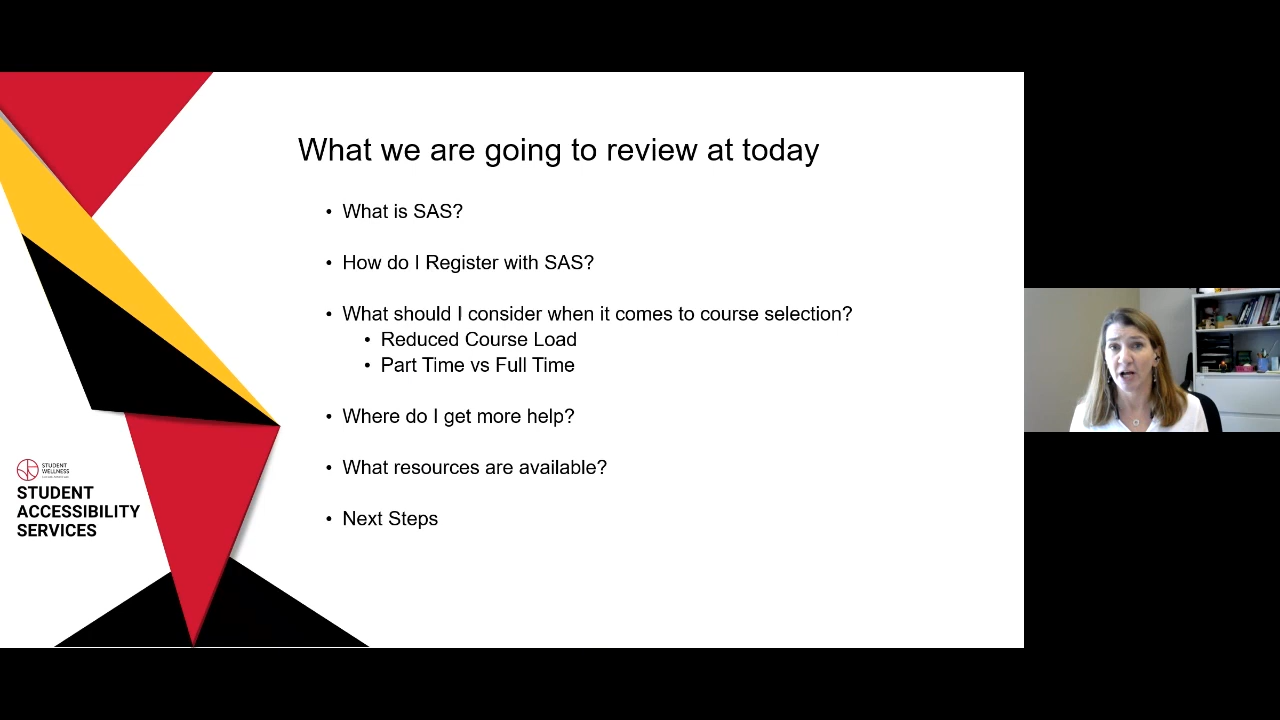 What we are going to review at today
• What is SAS?
• How do I Register with SAS?
• What should I consider when it comes to course selection?
• Reduced Course Load
• Part Time vs Full Time
• Where do I get more help?
• What resources are available?
• Next Steps
STUDENT
WELLNESS
STUDENT
ACCESSIBILITY
SERVICES